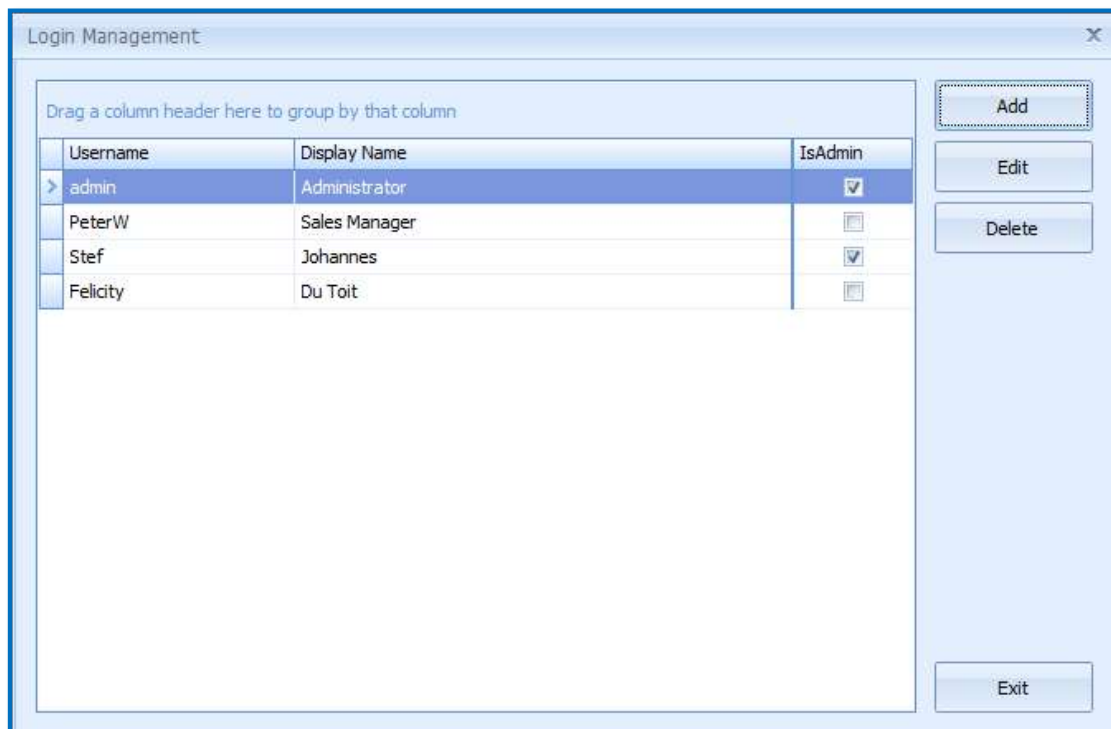 Login Management
Drag a column header here to group by that column
Username Display Name IsAdmin
admin Administrator
PeterW Sales Manager
Stef Johannes
Felicity Du Toit
Add
Edit
Delete
Exit